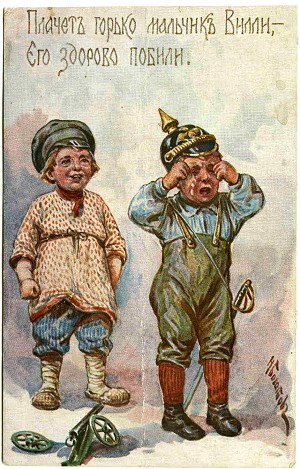 Плачетъ горько мальчикъ Вилли,—
Его здорово побили.